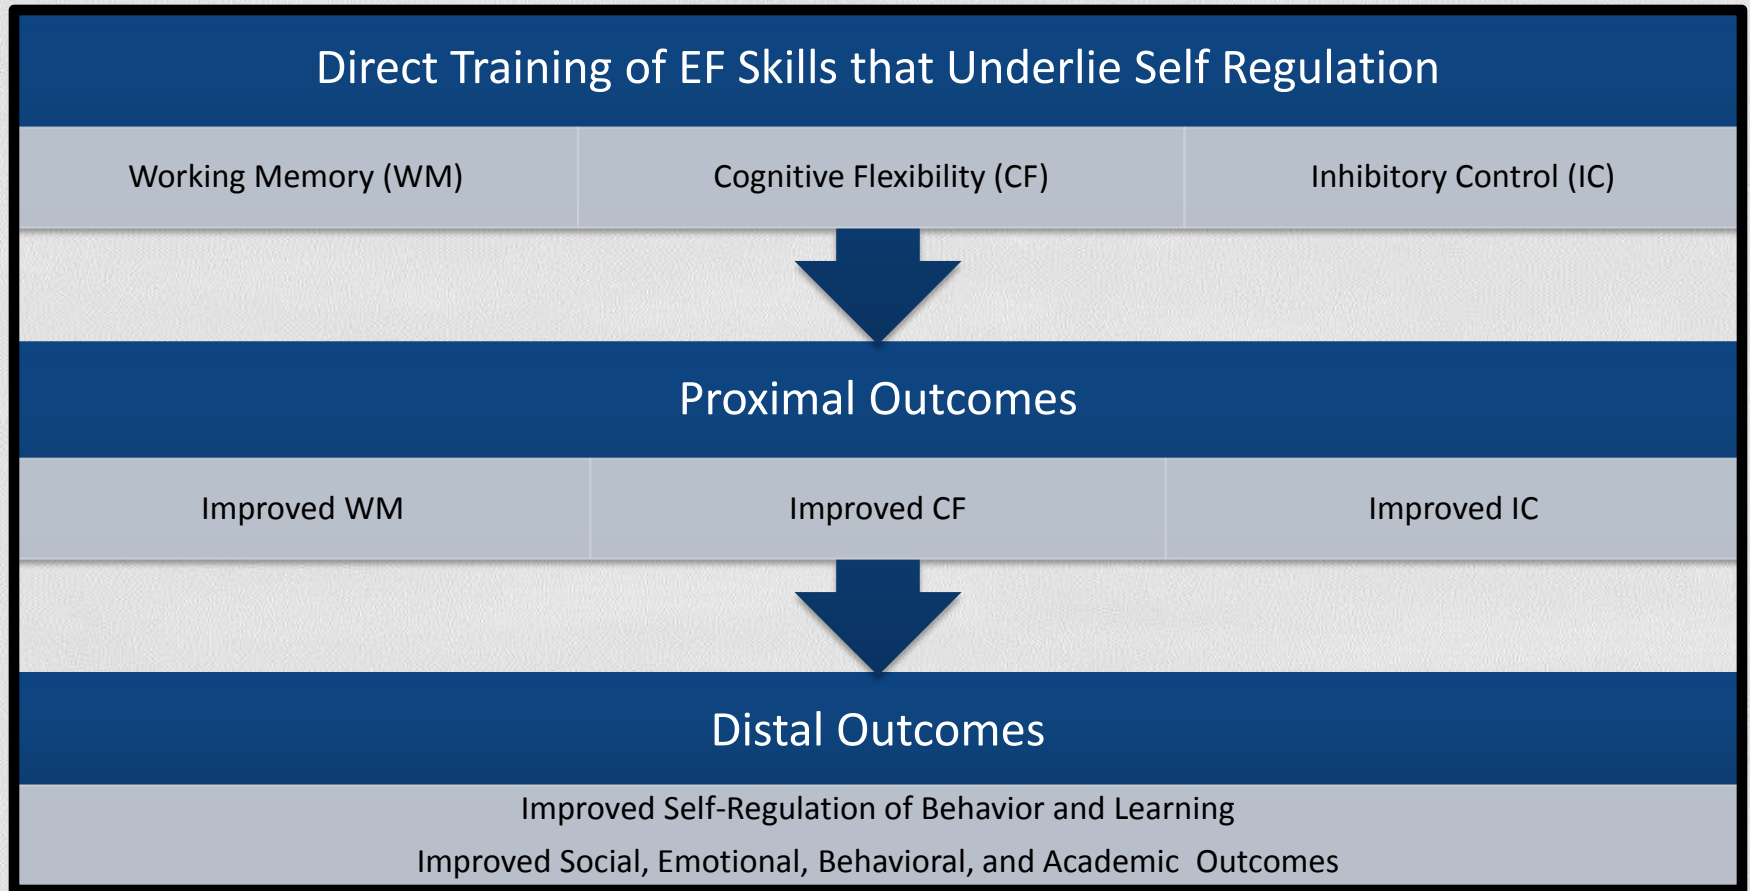 Direct Training of EF Skills that Underlie Self Regulation
Working Memory (WM)
Cognitive Flexibility (CF)
Inhibitory Control (IC)
Proximal Outcomes
Improved WM
Improved CF
Improved IC
Distal Outcomes
Improved Self-Regulation of Behavior and Learning
Improved Social, Emotional, Behavioral, and Academic  Outcomes